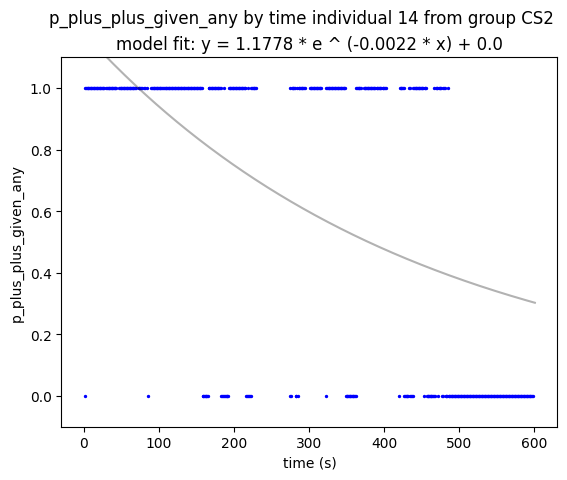 p_plus_plus_given_any by time individual 14 from group CS2
model fit: y = 1.1778 * e ^ (-0.0022 * x) + 0.0
1.0
0.8
0.6
0.4
0.2
0.0
p_plus_plus_given_any
0 100 200 300 400 500 600
time (s)